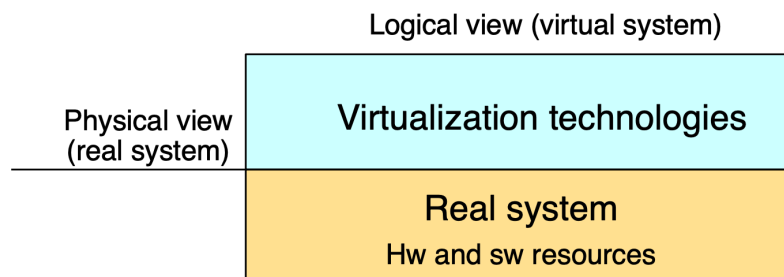 Logical view (virtual system)
Physical view
(real system)
Virtualization technologies
Real system
Hw and sw resources